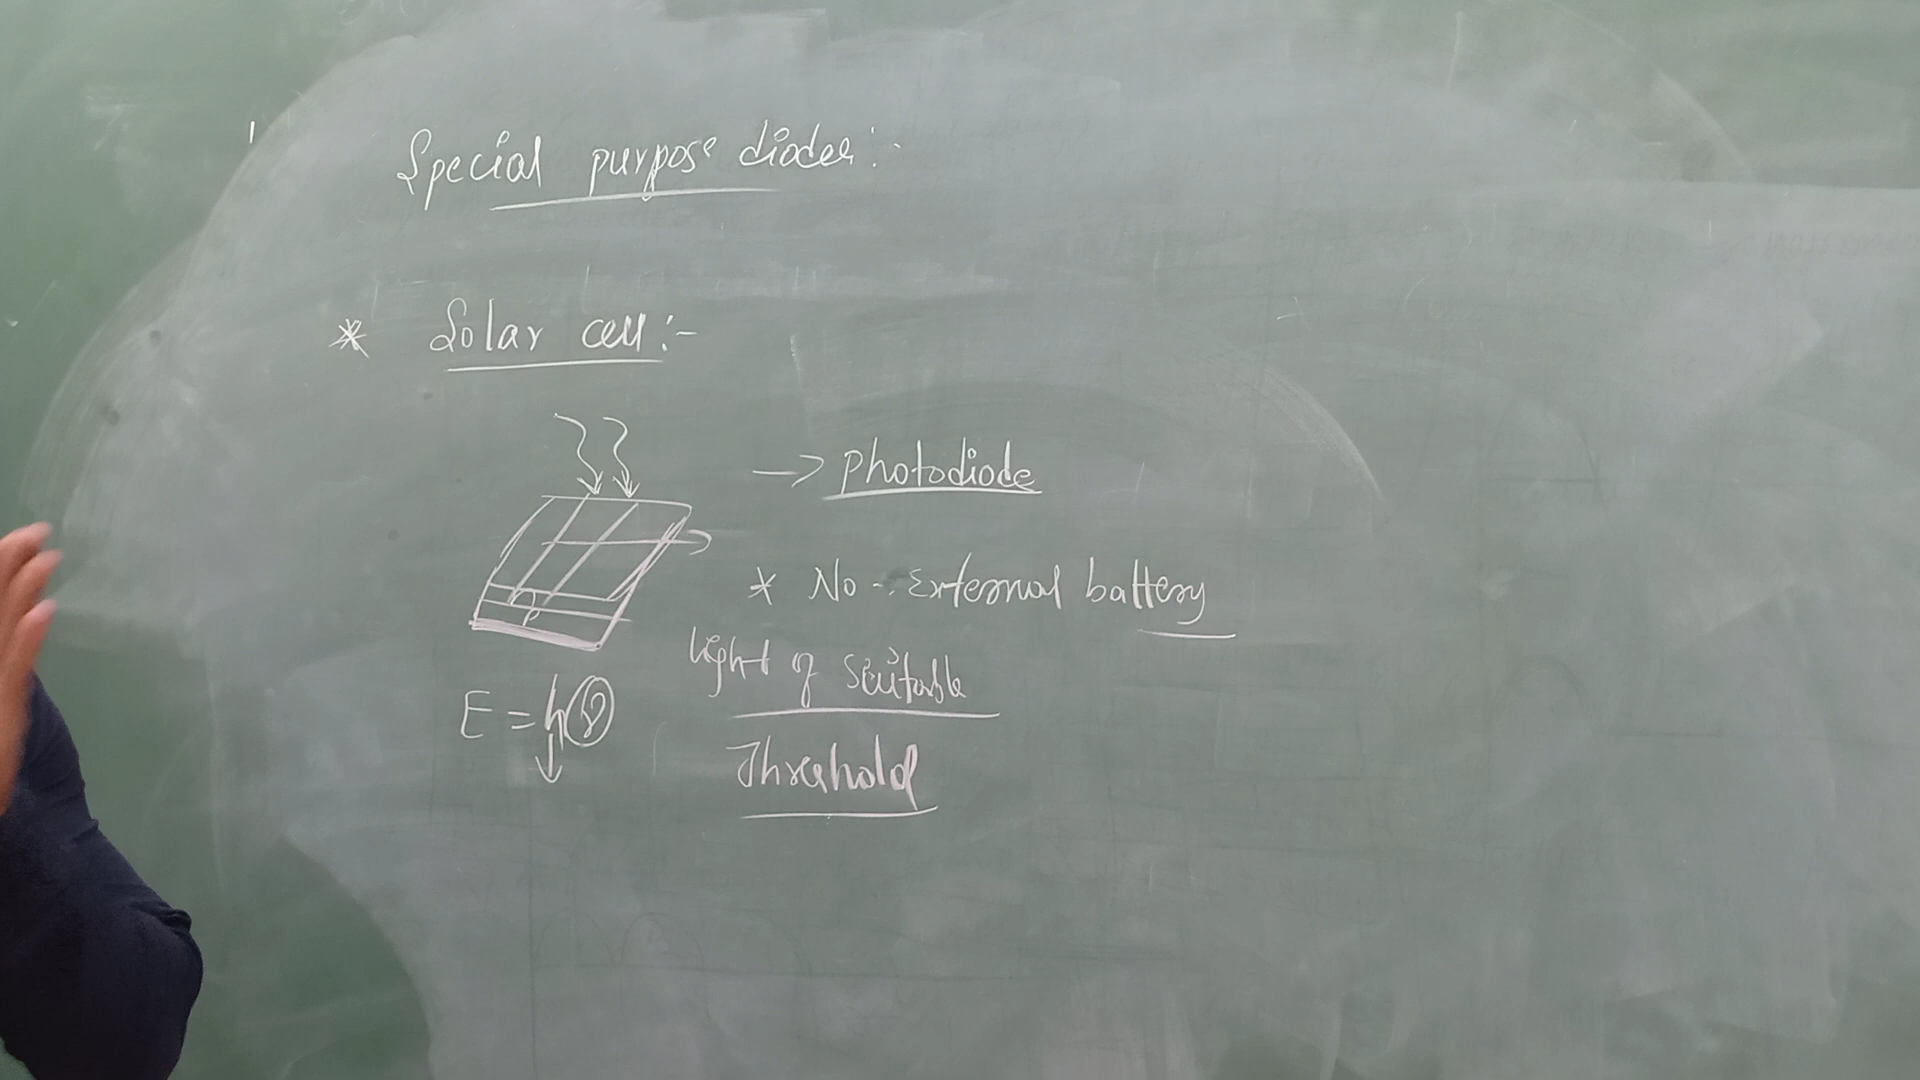 Special purpose diodes:-
* Solar cell:-
→ photodiode
* No - External battery
light of suitable
E = hν
Threshold